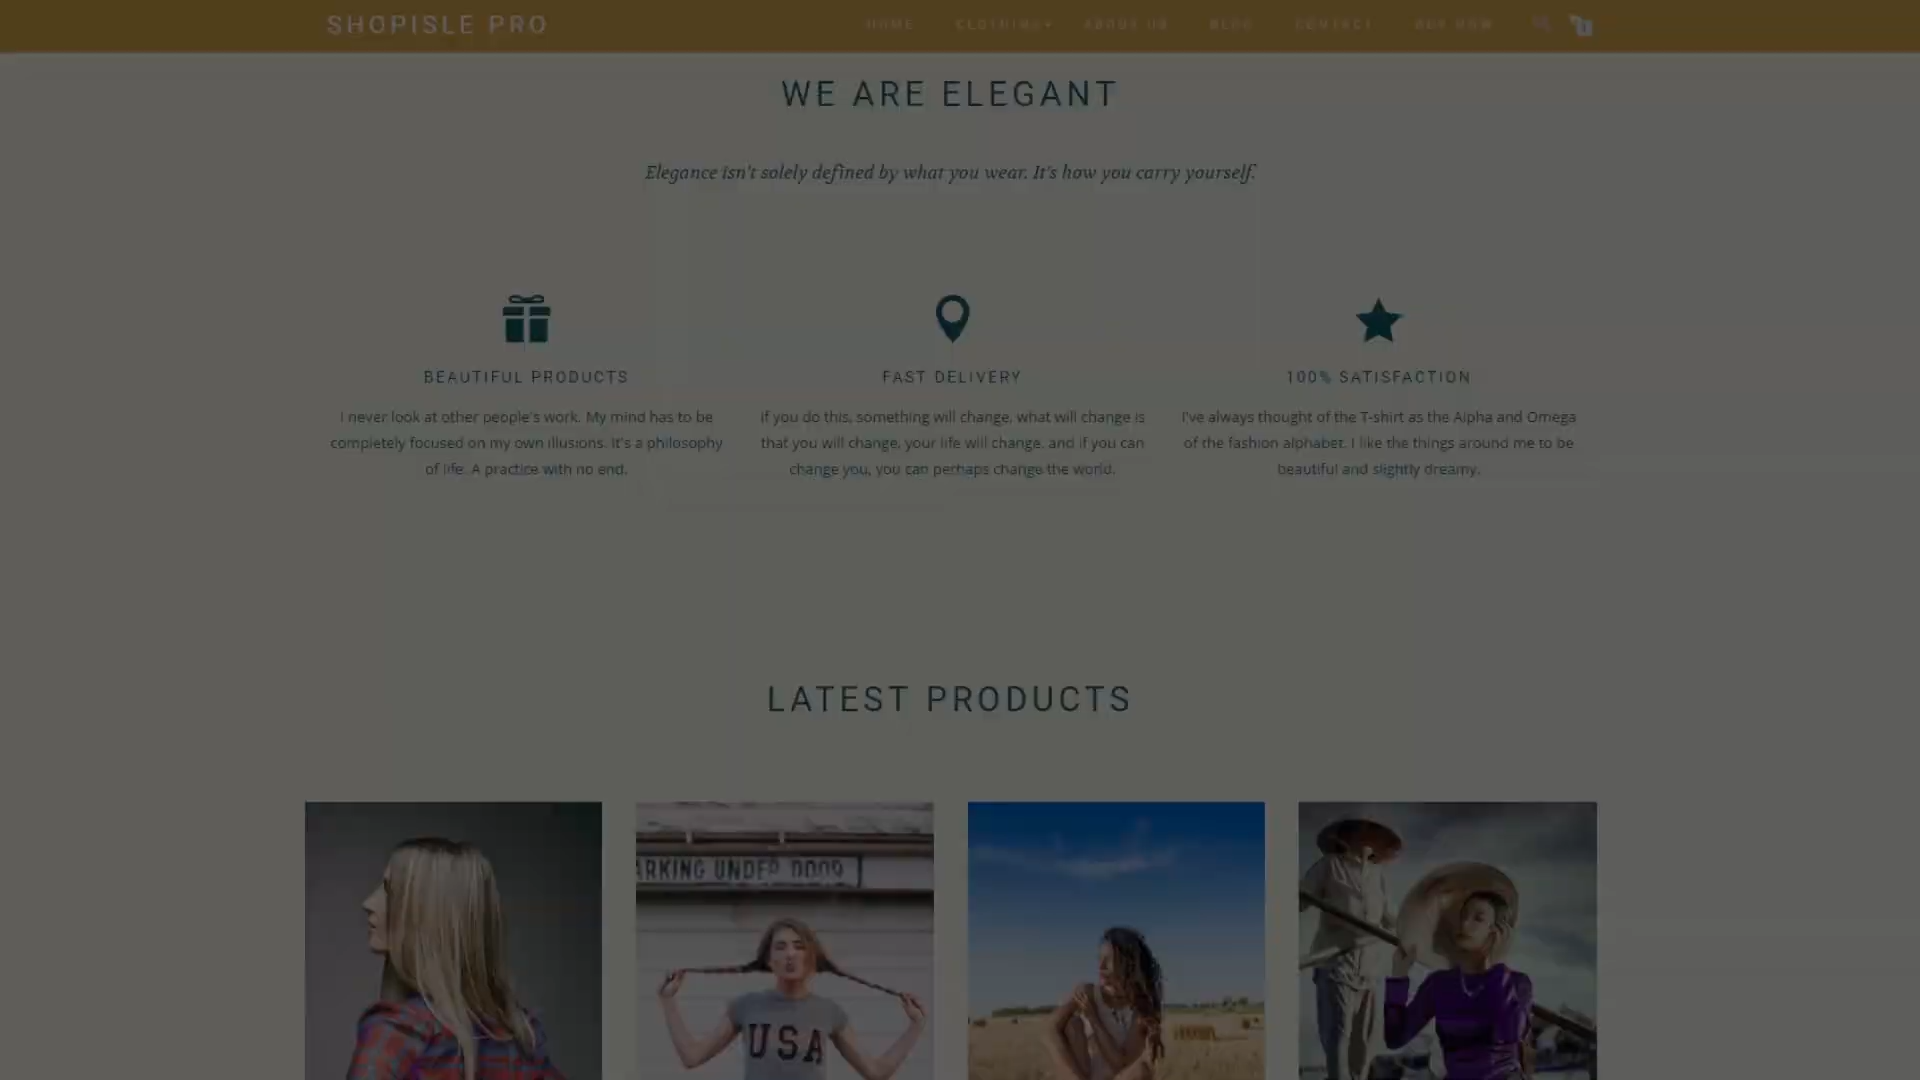 SHOPISLE PRO
HOME CLOTHING ABOUT US BLOG CONTACT BUY NOW
WE ARE ELEGANT
Elegance isn't solely defined by what you wear. It's how you carry yourself.
BEAUTIFUL PRODUCTS
I never look at other people's work. My mind has to be
completely focused on my own illusions. It's a philosophy
of life. A practice with no end.
FAST DELIVERY
If you do this, something will change, what will change is
that you will change, your life will change, and if you can
change you, you can perhaps change the world.
100% SATISFACTION
I've always thought of the T-shirt as the Alpha and Omega
of the fashion alphabet. I like the things around me to be
beautiful and slightly dreamy.
LATEST PRODUCTS
ARKING UNDER DOOR
USA